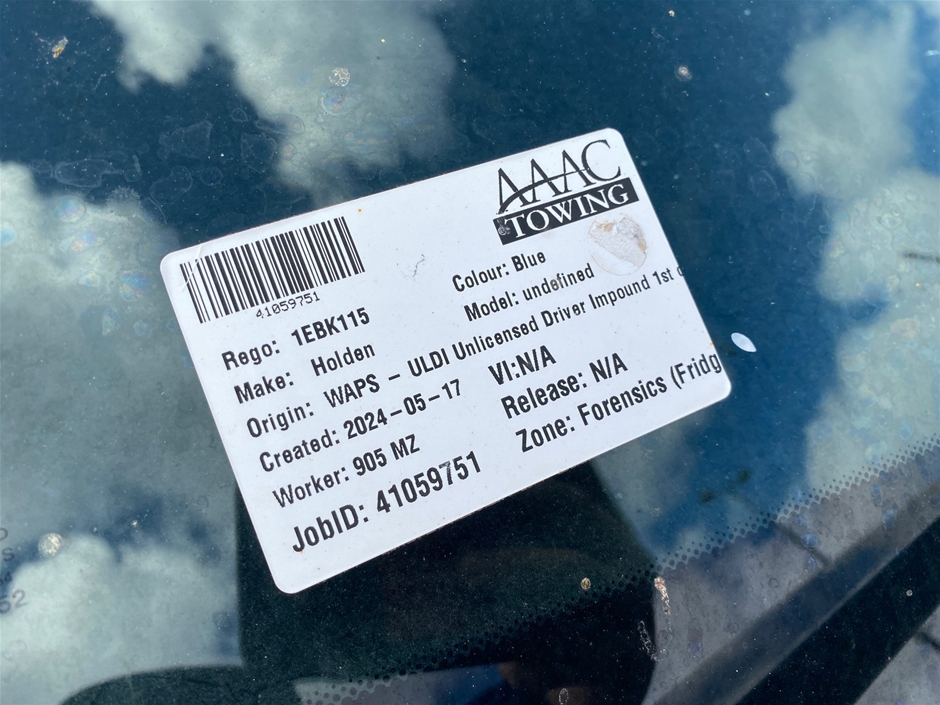 AAAC
TOWING
41059751
Rego: 1EBK115
Colour: Blue
Make: Holden
Model: undefined
Origin: WAPS - ULDI Unlicensed Driver Impound 1st
Created: 2024-05-17
VI:N/A
Worker: 905 MZ
Release: N/A
JobID: 41059751
Zone: Forensics (Fridg